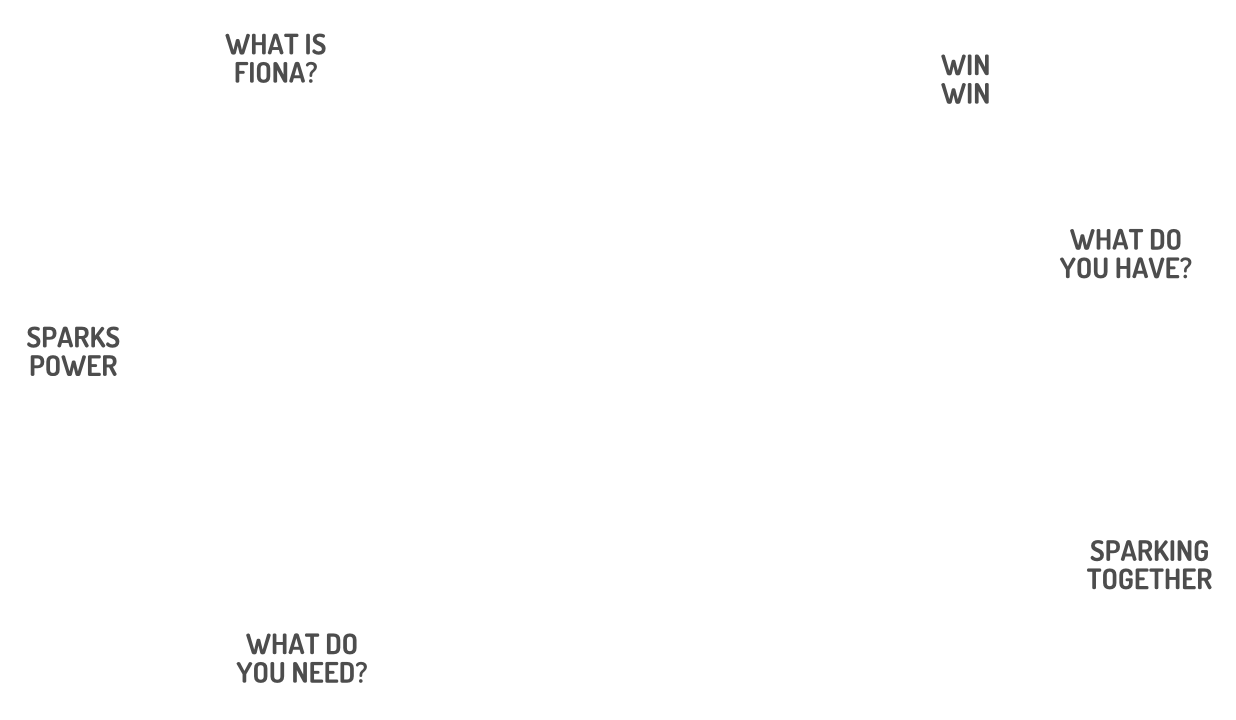 WHAT IS
FIONA?
WIN
WIN
WHAT DO
YOU HAVE?
SPARKS
POWER
SPARKING
TOGETHER
WHAT DO
YOU NEED?